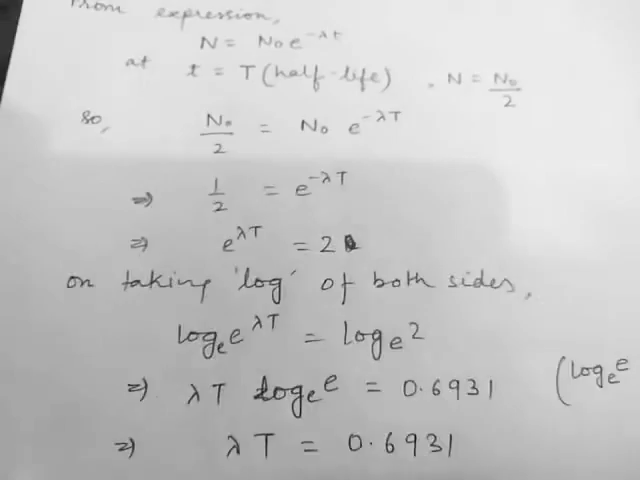 From expression,
N = N₀ e^{-λt}
at t = T (half-life), N = N₀/2
so, N₀/2 = N₀ e^{-λT}
⇒ 1/2 = e^{-λT}
⇒ e^{λT} = 2
on taking 'log' of both sides,
logₑ e^{λT} = logₑ 2
⇒ λT logₑ e = 0.6931 (logₑ e
⇒ λT = 0.6931